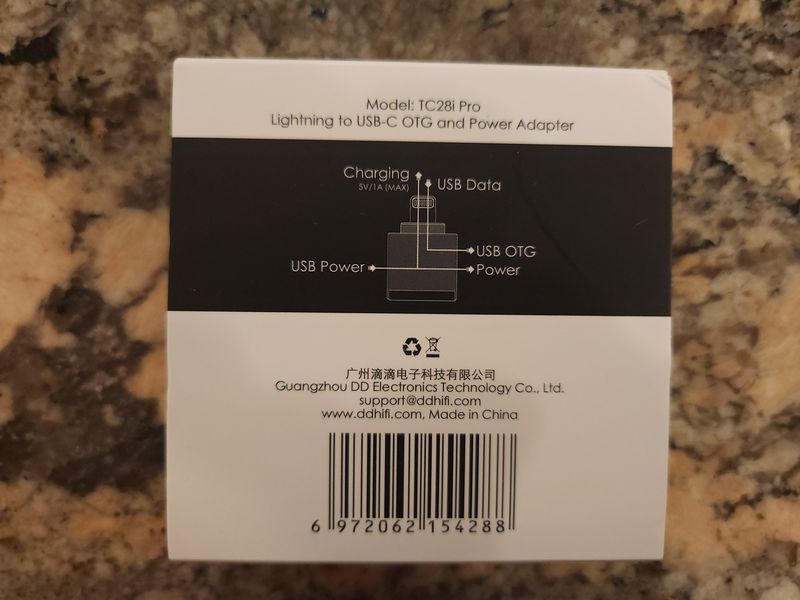 Model: TC28i Pro
Lightning to USB-C OTG and Power Adapter
Charging
5V/1A (MAX)
USB Data
USB OTG
USB Power
Power
广州滴滴电子科技有限公司
Guangzhou DD Electronics Technology Co., Ltd.
support@ddhifi.com
www.ddhifi.com, Made in China
6 972062 154288